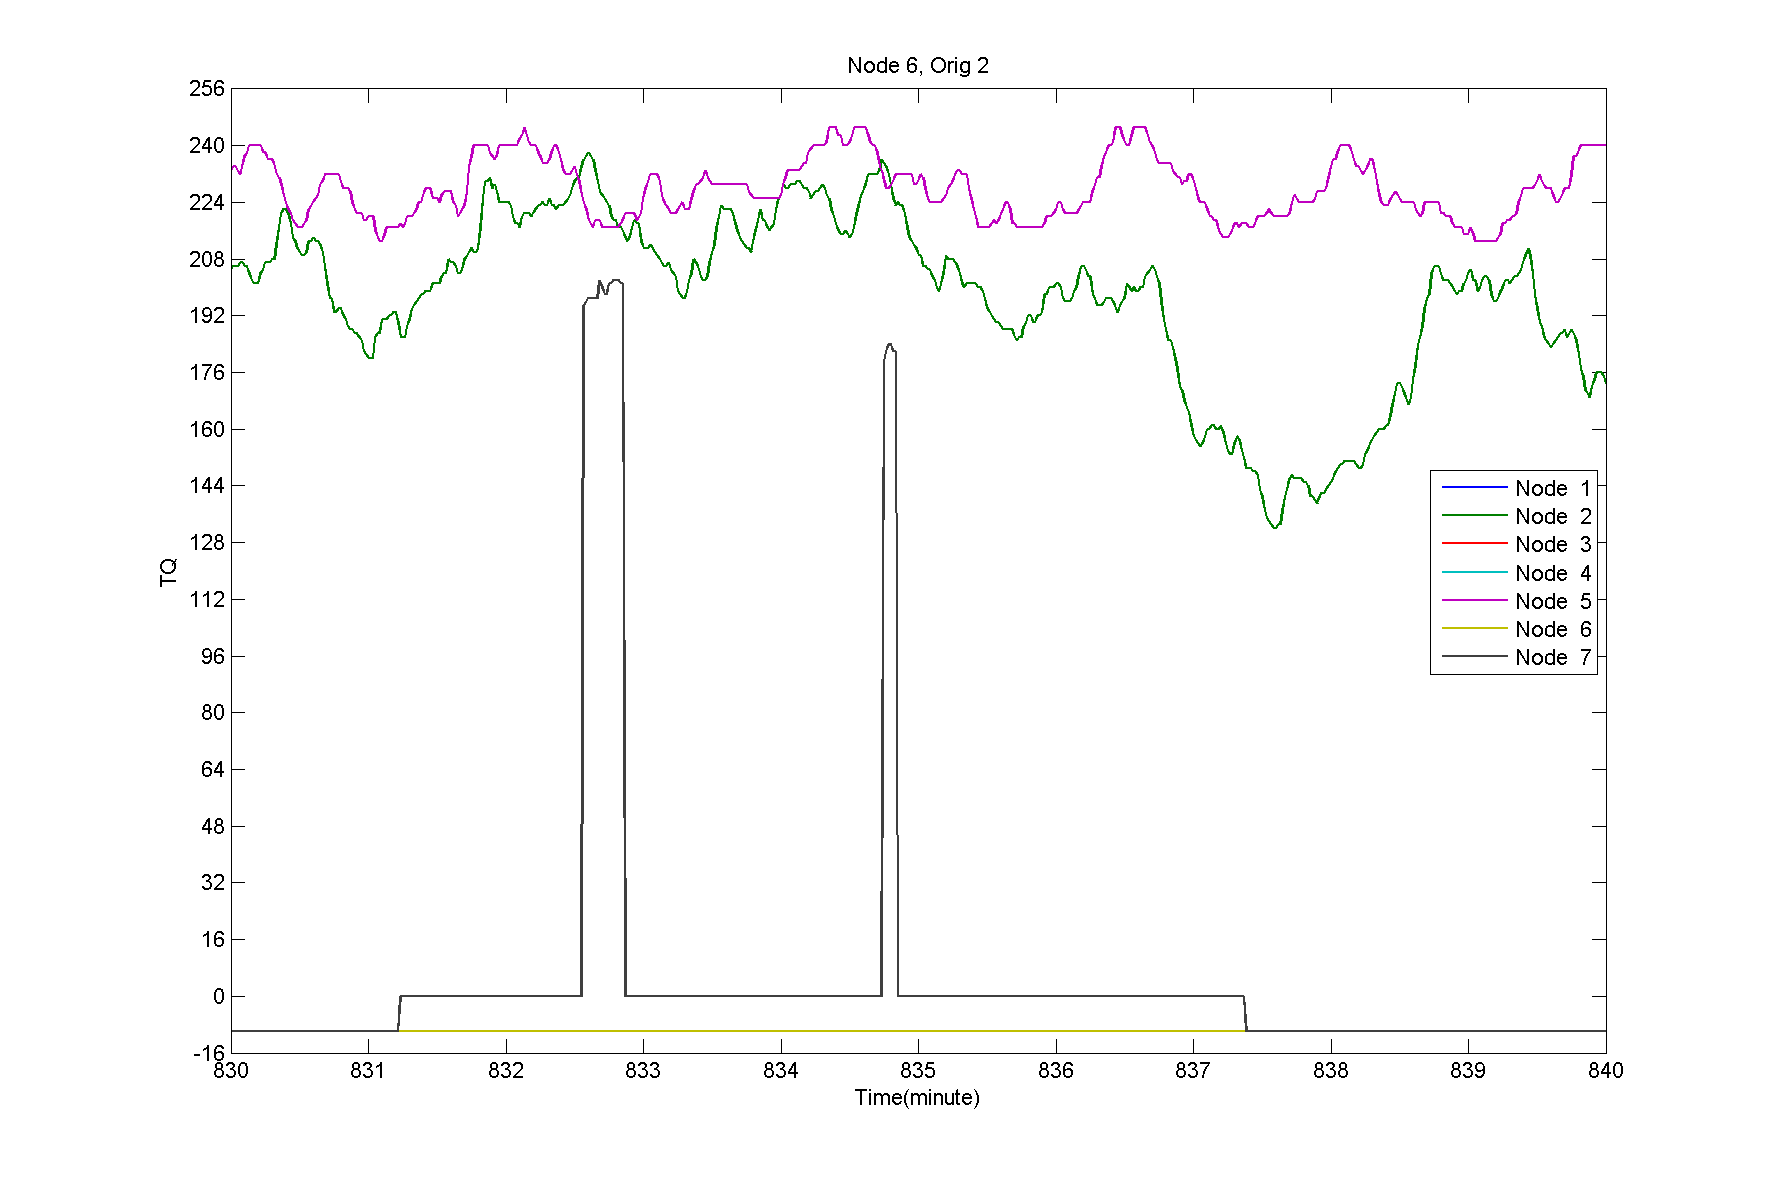 Node 6, Orig 2
256
240
224
208
192
176
160
144
128
112
96
80
64
48
32
16
0
-16
TQ
830 831 832 833 834 835 836 837 838 839 840
Time(minute)
Node 1
Node 2
Node 3
Node 4
Node 5
Node 6
Node 7